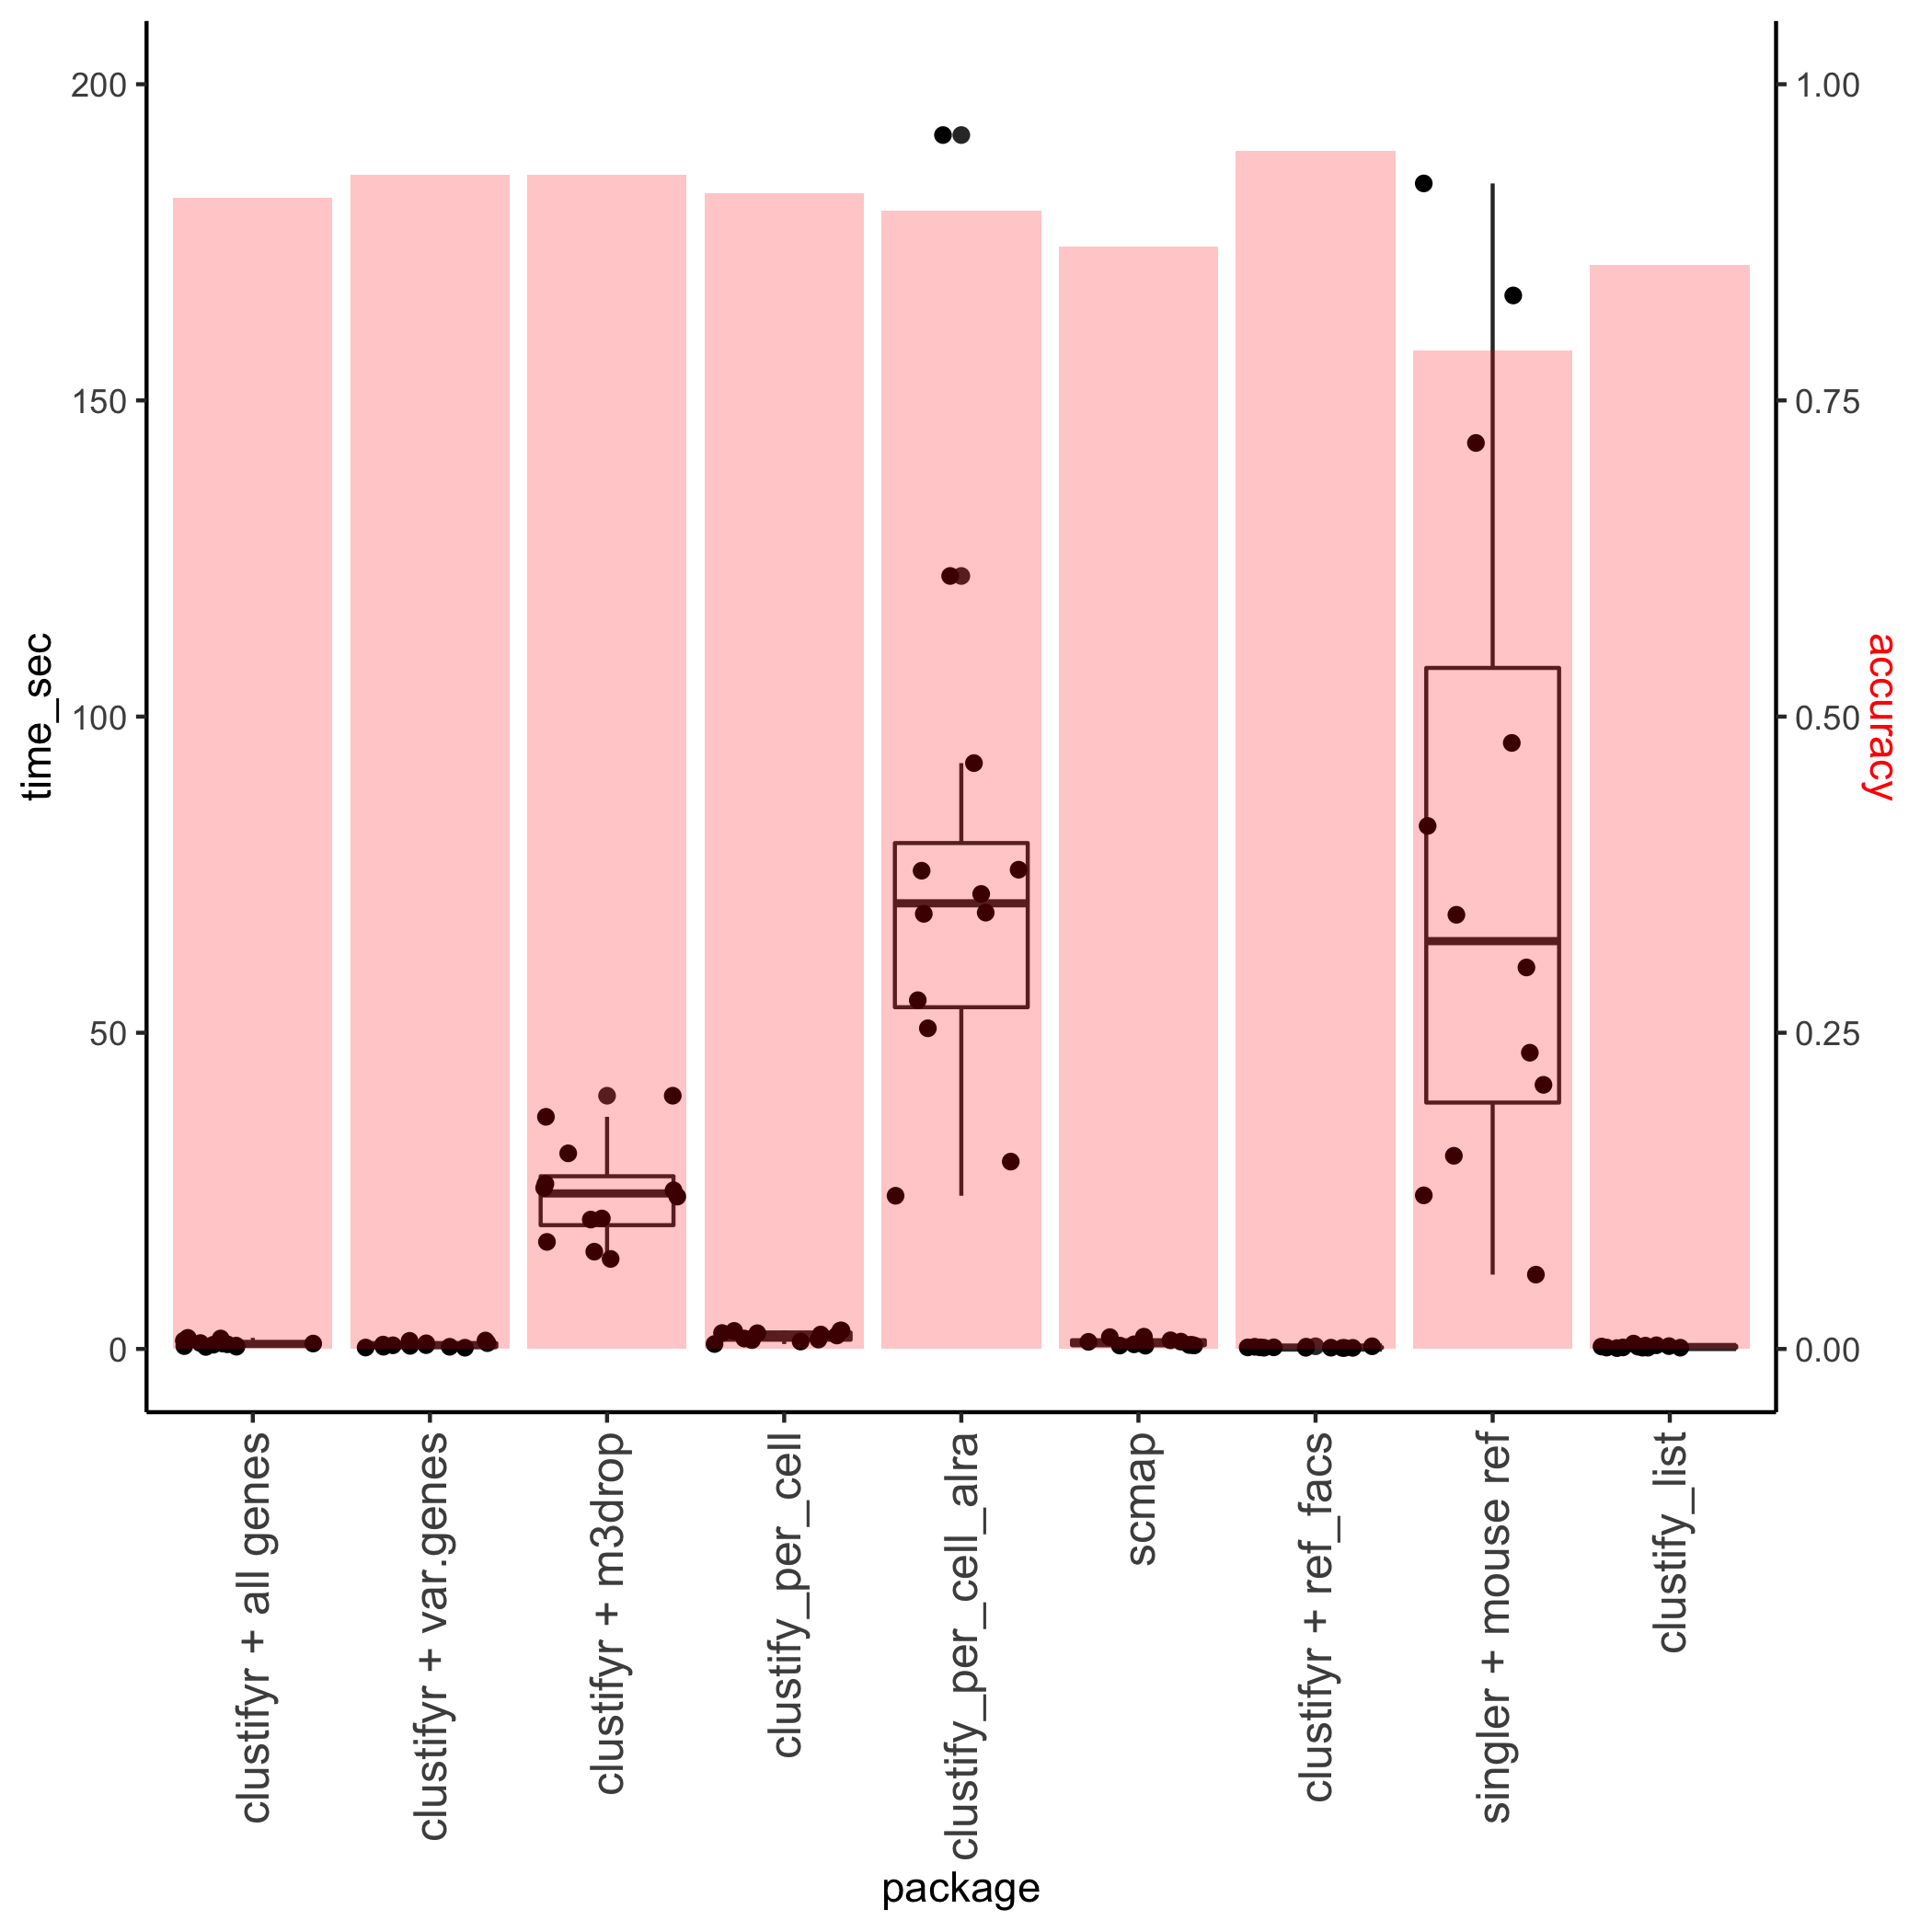 time_sec
200
150
100
50
0
1.00
0.75
0.50
0.25
0.00
accuracy
clustifyr + all genes
clustifyr + var.genes
clustifyr + m3drop
clustify_per_cell
clustify_per_cell_alra
scmap
clustifyr + ref_facs
singler + mouse ref
clustify_list
package